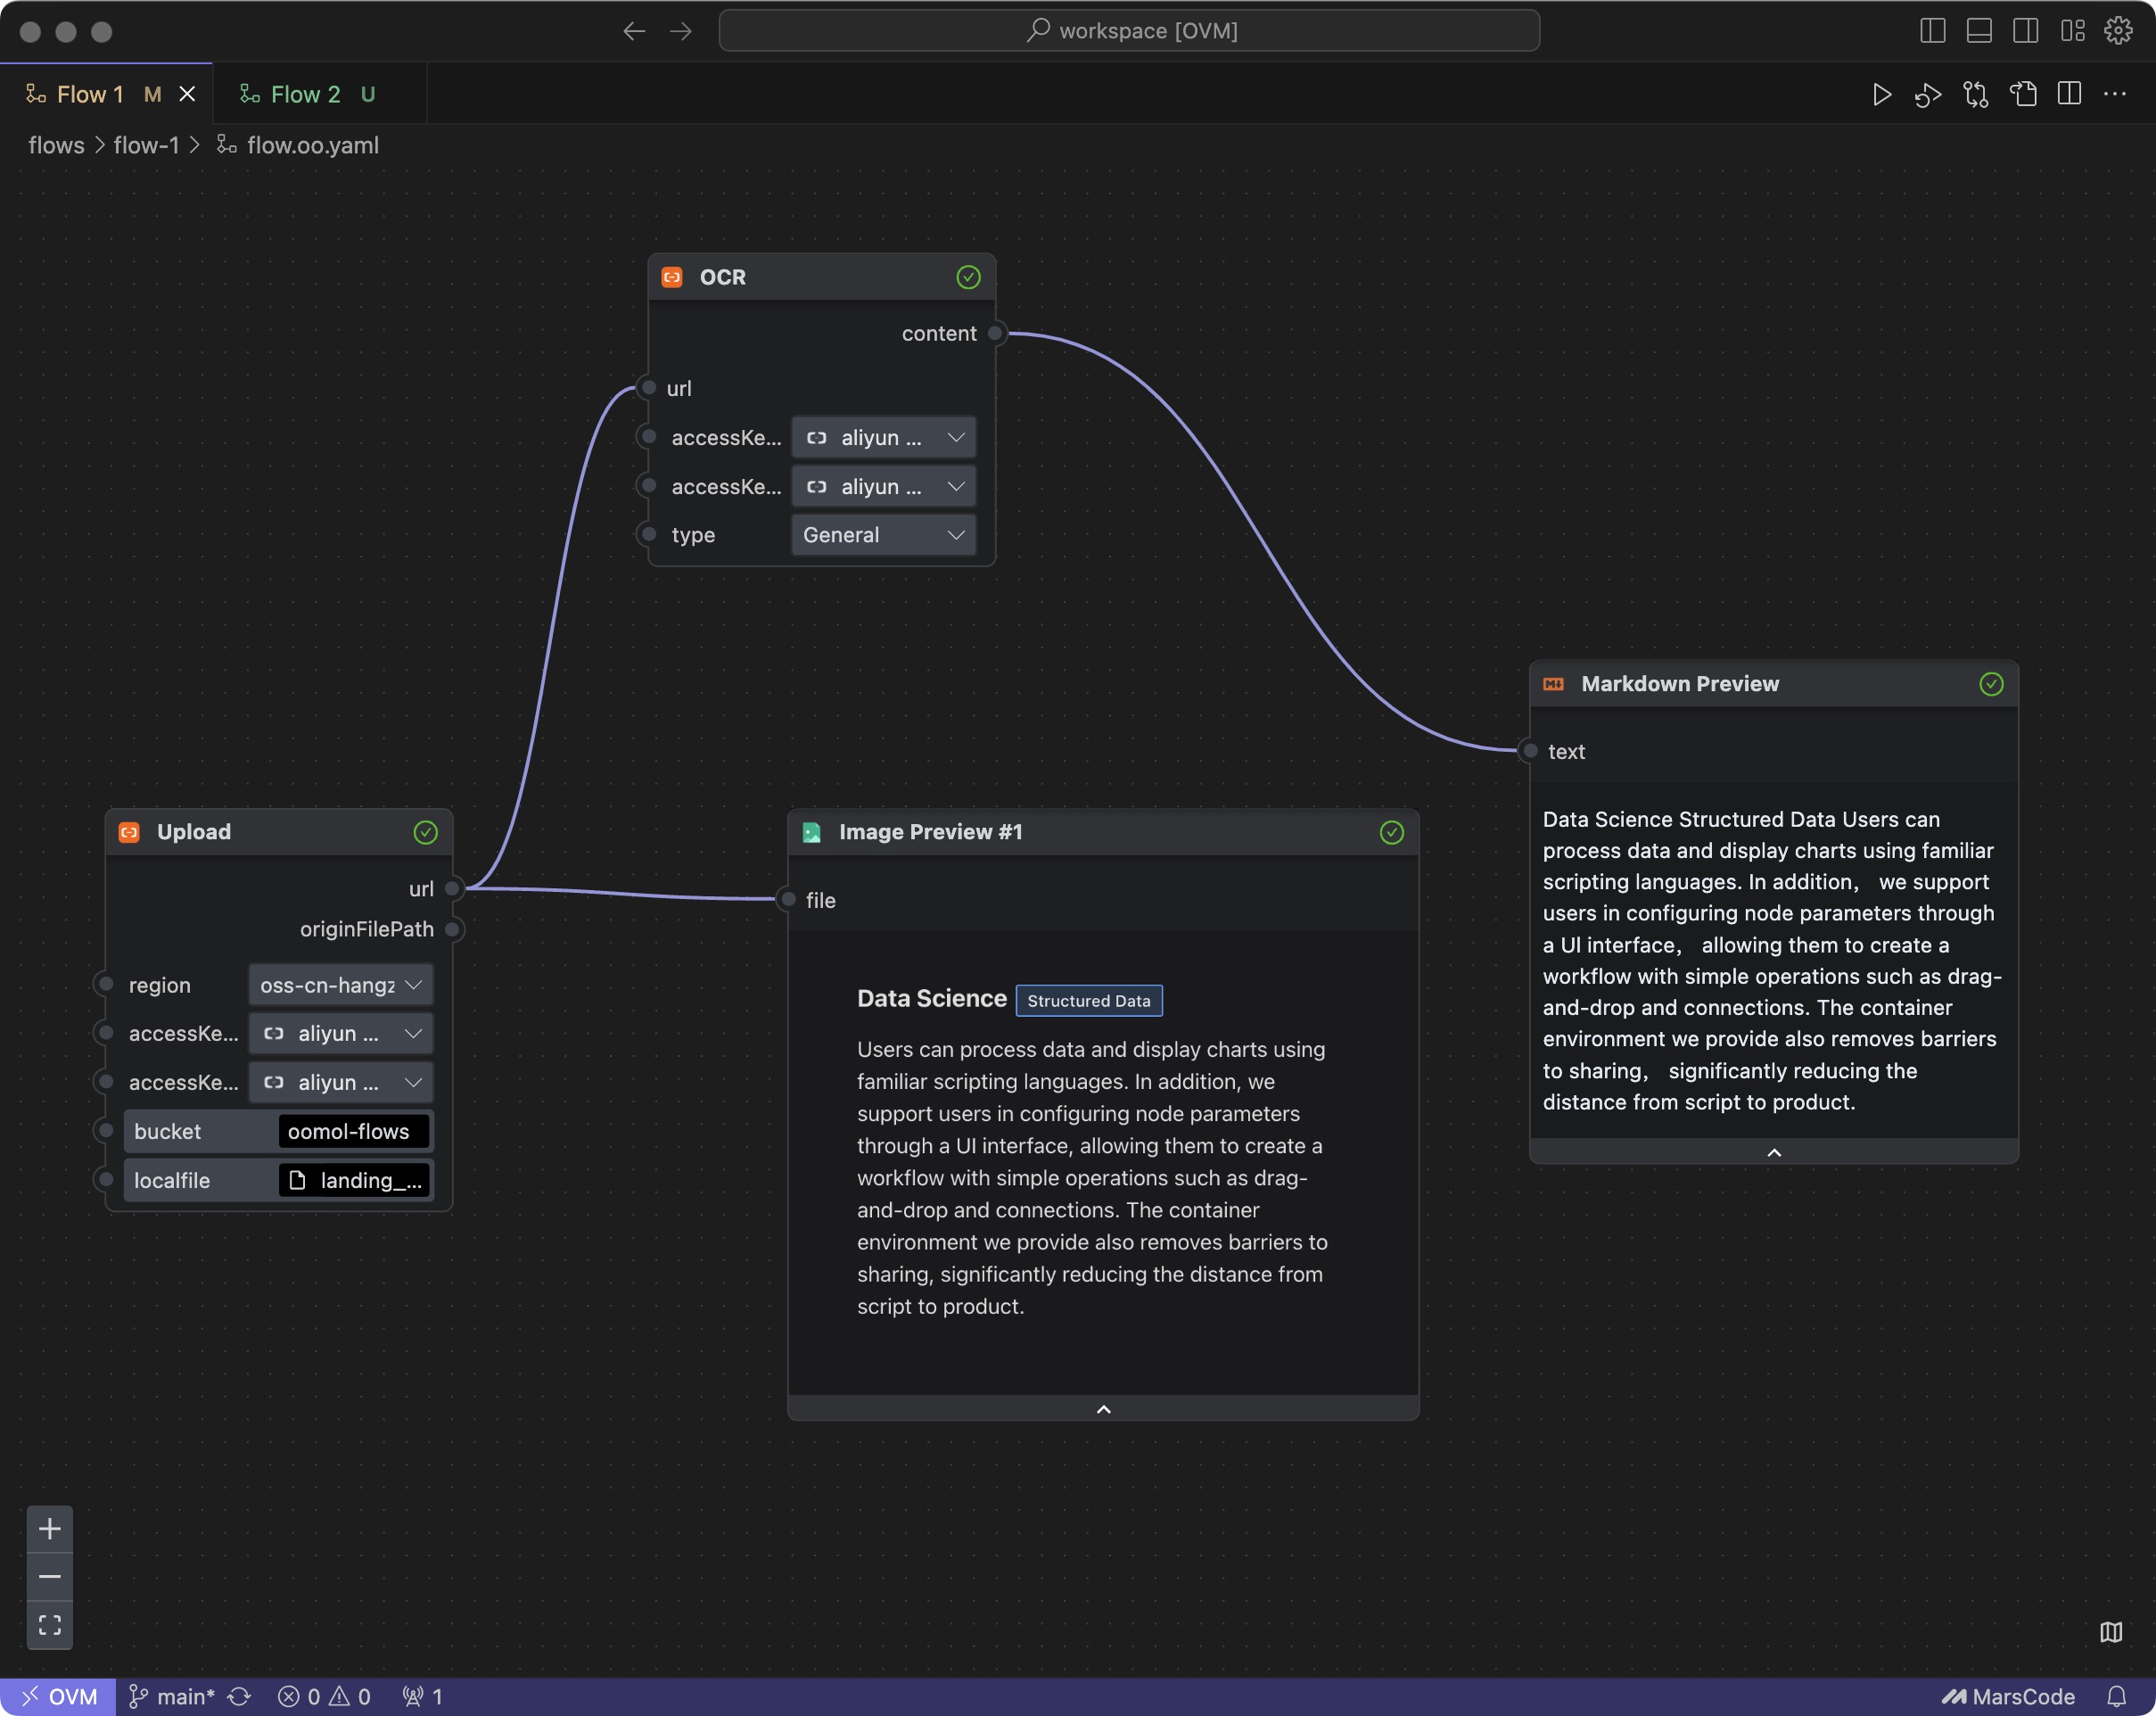 workspace [OVM]
Flow 1 M
Flow 2 U
flows > flow-1 > flow.oo.yaml
OCR
content
url
accessKe... aliyun ...
accessKe... aliyun ...
type General
Markdown Preview
text
Data Science Structured Data Users can
process data and display charts using familiar
scripting languages. In addition， we support
users in configuring node parameters through
a UI interface， allowing them to create a
workflow with simple operations such as drag-
and-drop and connections. The container
environment we provide also removes barriers
to sharing， significantly reducing the
distance from script to product.
Upload
url
originFilePath
region oss-cn-hangz
accessKe... aliyun ...
accessKe... aliyun ...
bucket oomol-flows
localfile landing_...
Image Preview #1
file
Data Science Structured Data
Users can process data and display charts using
familiar scripting languages. In addition, we
support users in configuring node parameters
through a UI interface, allowing them to create a
workflow with simple operations such as drag-
and-drop and connections. The container
environment we provide also removes barriers to
sharing, significantly reducing the distance from
script to product.
OVM main* 0 0 1 MarsCode